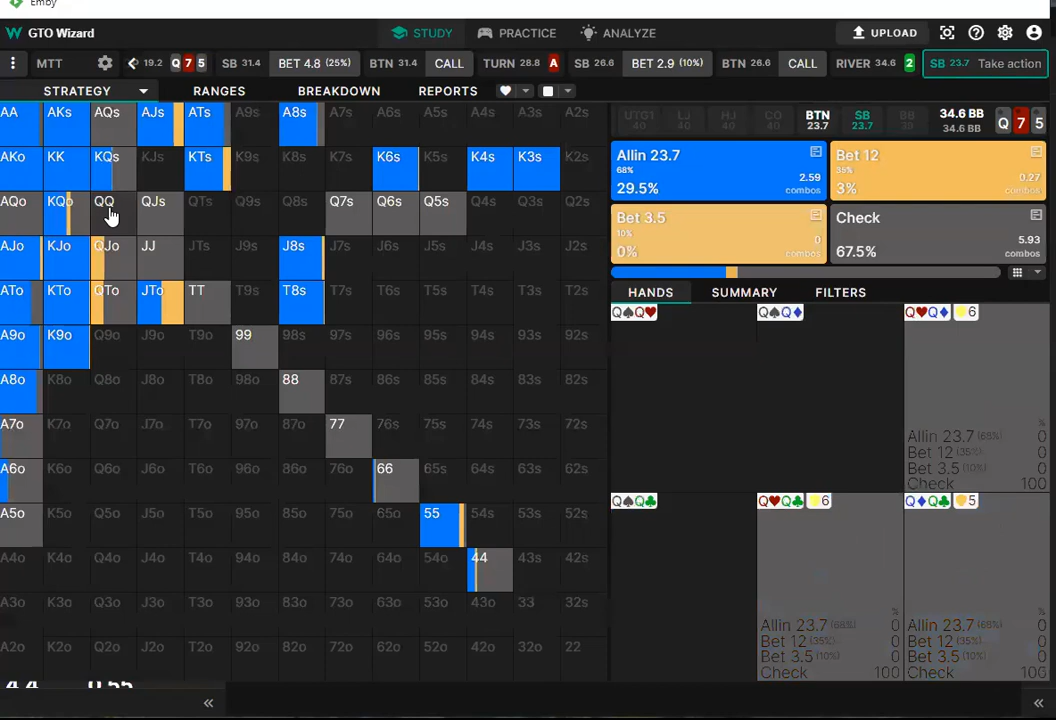 Emby
GTO Wizard
STUDY PRACTICE ANALYZE UPLOAD
MTT 19.2 Q 7 5 SB 31.4 BET 4.8 (25%) BTN 31.4 CALL TURN 28.8 A SB 26.6 BET 2.9 (10%) BTN 26.6 CALL RIVER 34.6 2 SB 23.7 Take action
STRATEGY RANGES BREAKDOWN REPORTS
AA AKs AQs AJs ATs A9s A8s A7s A6s A5s A4s A3s A2s
AKo KK KQs KJs KTs K9s K8s K7s K6s K5s K4s K3s K2s
AQo KQo QQ QJs QTs Q9s Q8s Q7s Q6s Q5s Q4s Q3s Q2s
AJo KJo QJo JJ JTs J9s J8s J7s J6s J5s J4s J3s J2s
ATo KTo QTo JTo TT T9s T8s T7s T6s T5s T4s T3s T2s
A9o K9o Q9o J9o T9o 99 98s 97s 96s 95s 94s 93s 92s
A8o K8o Q8o J8o T8o 98o 88 87s 86s 85s 84s 83s 82s
A7o K7o Q7o J7o T7o 97o 87o 77 76s 75s 74s 73s 72s
A6o K6o Q6o J6o T6o 96o 86o 76o 66 65s 64s 63s 62s
A5o K5o Q5o J5o T5o 95o 85o 75o 65o 55 54s 53s 52s
A4o K4o Q4o J4o T4o 94o 84o 74o 64o 54o 44 43s 42s
A3o K3o Q3o J3o T3o 93o 83o 73o 63o 53o 43o 33 32s
A2o K2o Q2o J2o T2o 92o 82o 72o 62o 52o 42o 32o 22
UTG1 LJ HJ CO BTN SB BB 34.6 BB Q 7 5
40 40 40 40 23.7 23.7 39 34.6 BB
Allin 23.7 Bet 12
68% 2.59 35% 0.27
29.5% combos 3% combos
Bet 3.5 Check
10% 0 5.93
0% combos 67.5% combos
HANDS SUMMARY FILTERS
Q♠Q♥ Q♠Q♦ Q♥Q♦ 6
%
Allin 23.7 (68%) 0
Bet 12 (35%) 0
Bet 3.5 (10%) 0
Check 100
Q♠Q♣ Q♥Q♣ 6 Q♦Q♣ 5
% %
Allin 23.7 (68%) 0 Allin 23.7 (68%) 0
Bet 12 (35%) 0 Bet 12 (35%) 0
Bet 3.5 (10%) 0 Bet 3.5 (10%) 0
Check 100 Check 100